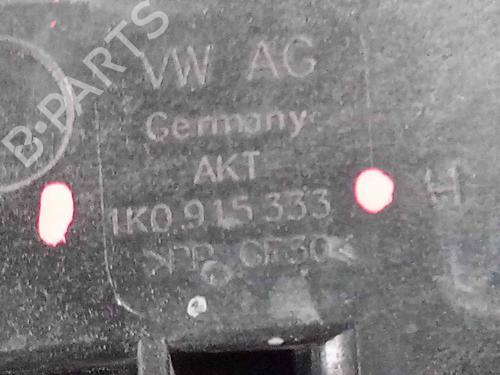 B-PARTS
VW AG
Germany
AKT
1K0 915 333
H
>PP GF30<